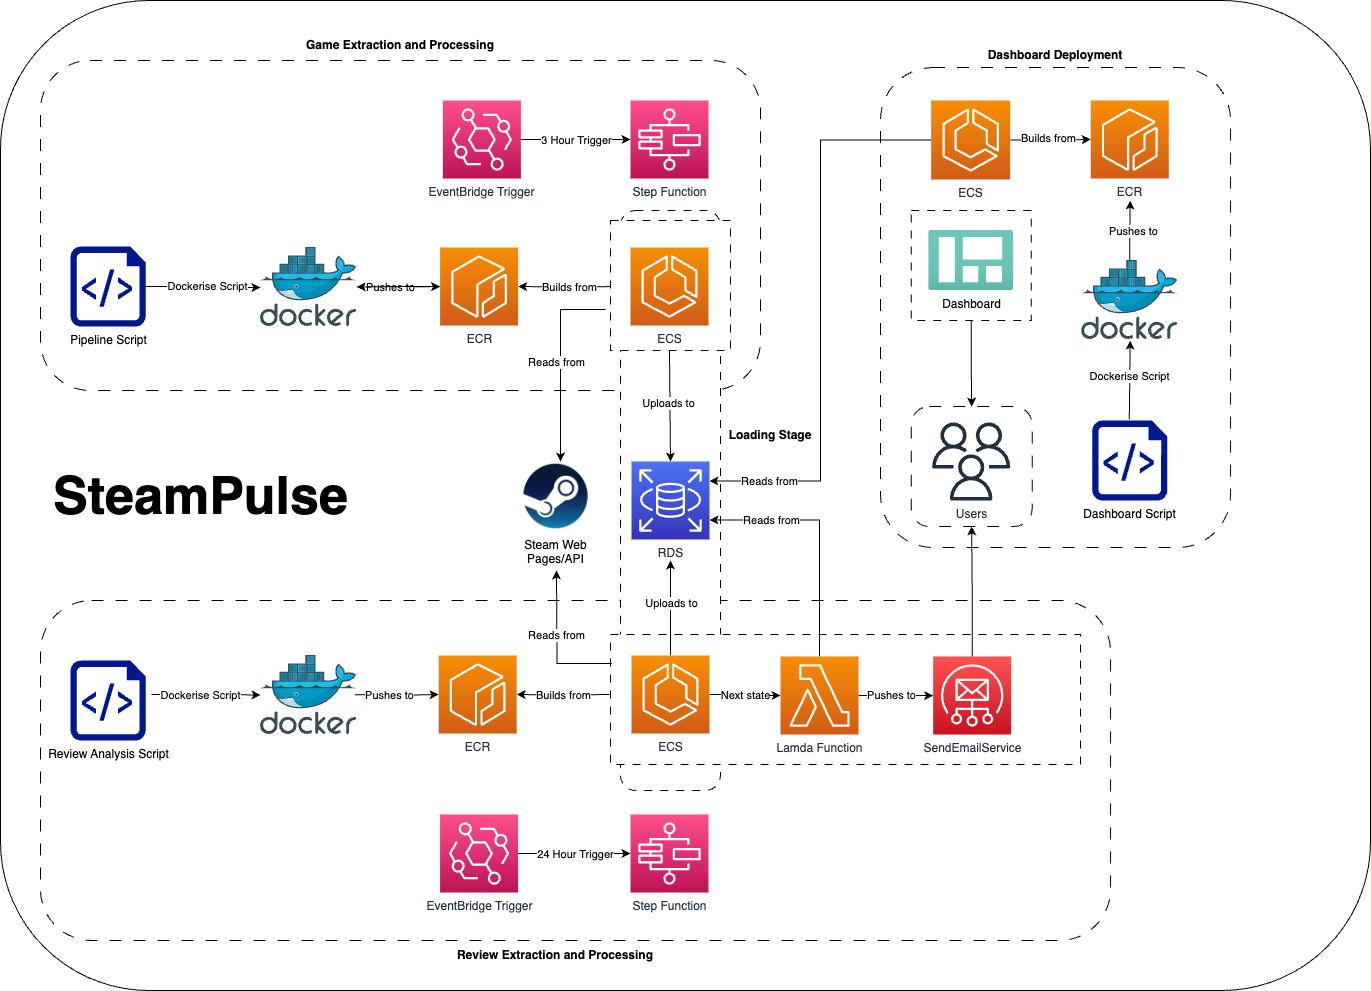 Game Extraction and Processing
Dashboard Deployment
3 Hour Trigger
EventBridge Trigger
Step Function
Builds from
ECS
ECR
Pushes to
Dockerise Script
docker
Pushes to
Builds from
Pipeline Script
ECR
ECS
Dashboard
docker
Reads from
Dockerise Script
Uploads to
Loading Stage
SteamPulse
Reads from
Users
Dashboard Script
Reads from
Steam Web
Pages/API
RDS
Uploads to
Reads from
Dockerise Script
docker
Pushes to
Builds from
Next state
Pushes to
Review Analysis Script
ECR
ECS
Lamda Function
SendEmailService
24 Hour Trigger
EventBridge Trigger
Step Function
Review Extraction and Processing